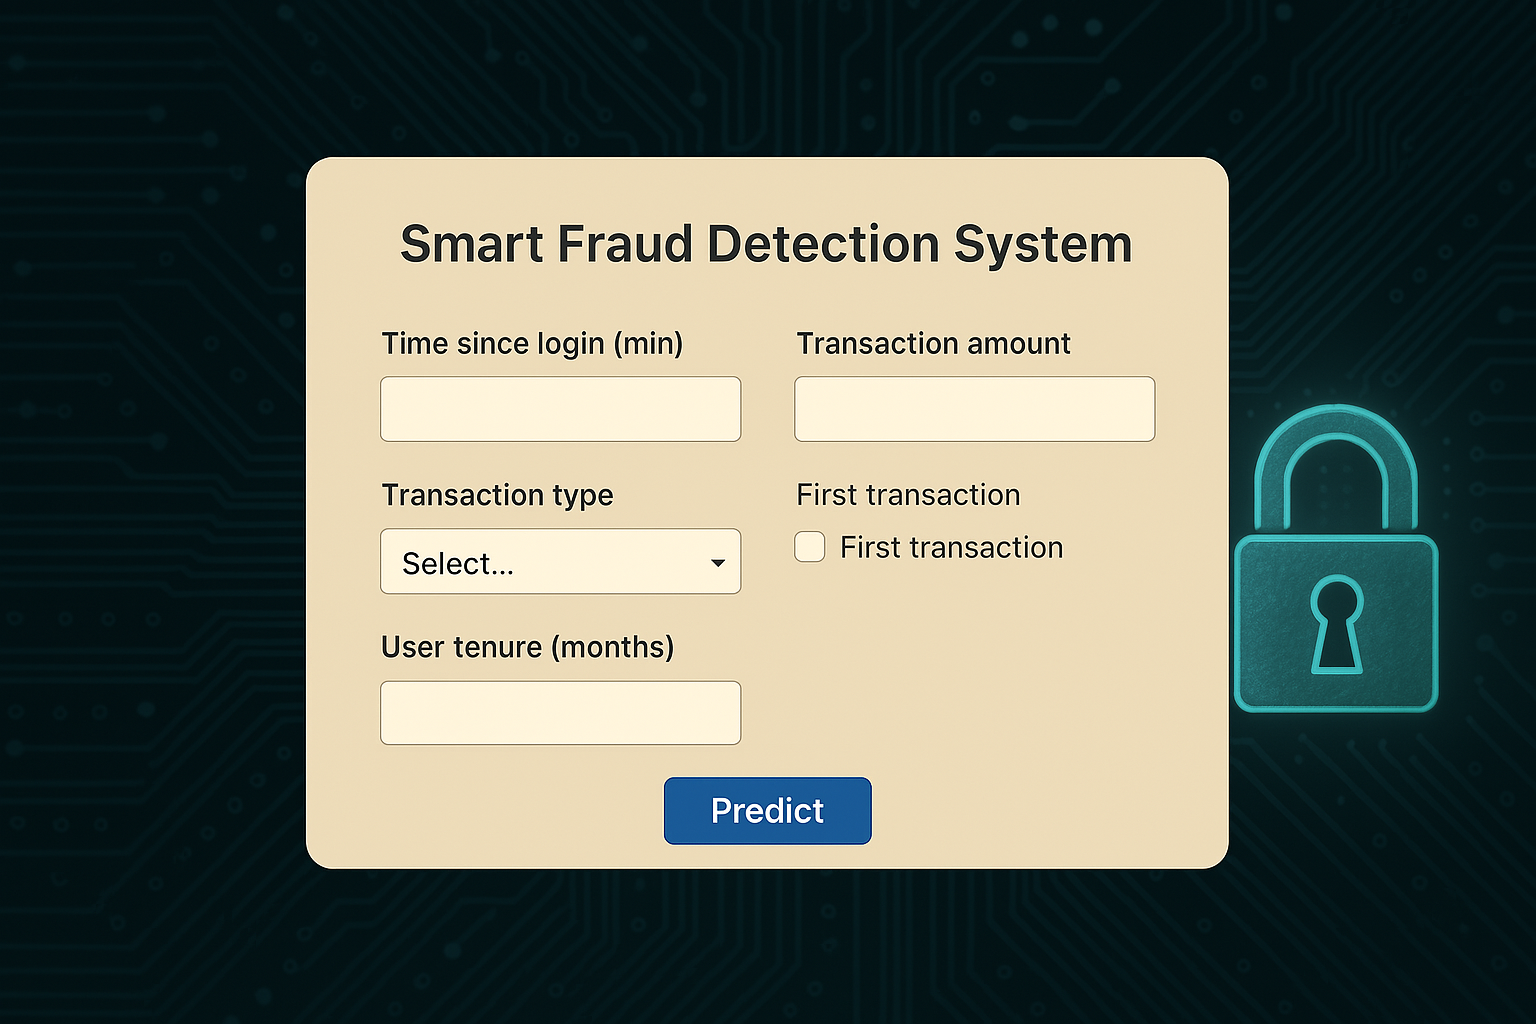 Smart Fraud Detection System
Time since login (min)
Transaction amount
Transaction type
Select...
First transaction
First transaction
User tenure (months)
Predict